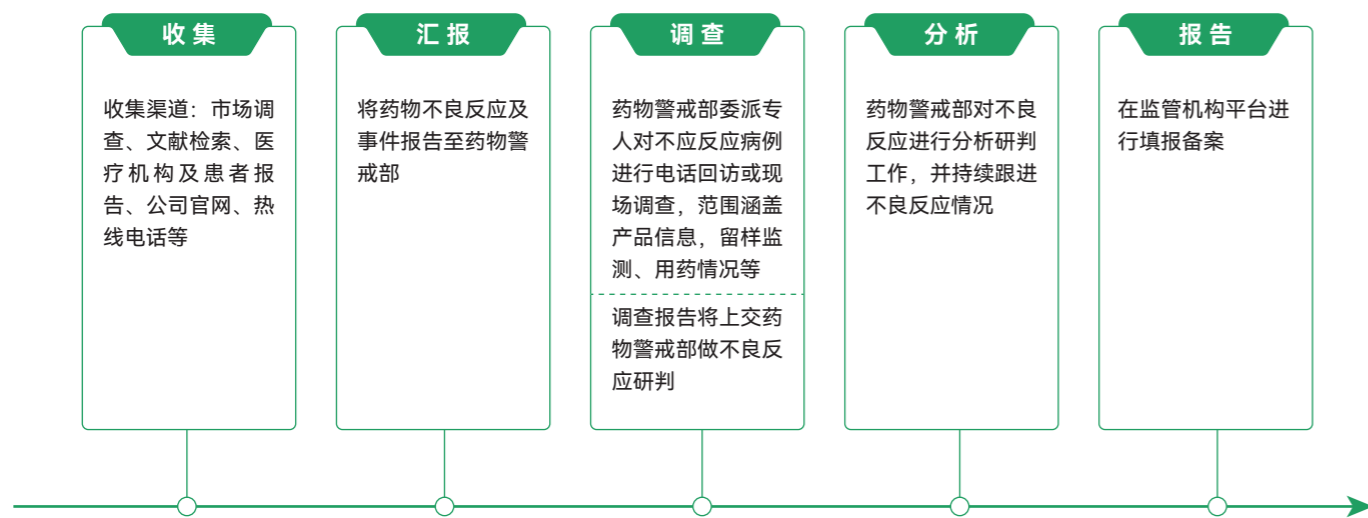 收集
收集渠道：市场调
查、文献检索、医
疗机构及患者报
告、公司官网、热
线电话等
汇报
将药物不良反应及
事件报告至药物警
戒部
调查
药物警戒部委派专
人对不应反应病例
进行电话回访或现
场调查，范围涵盖
产品信息，留样监
测、用药情况等
调查报告将上交药
物警戒部做不良反
应研判
分析
药物警戒部对不良
反应进行分析研判
工作，并持续跟进
不良反应情况
报告
在监管机构平台进
行填报备案